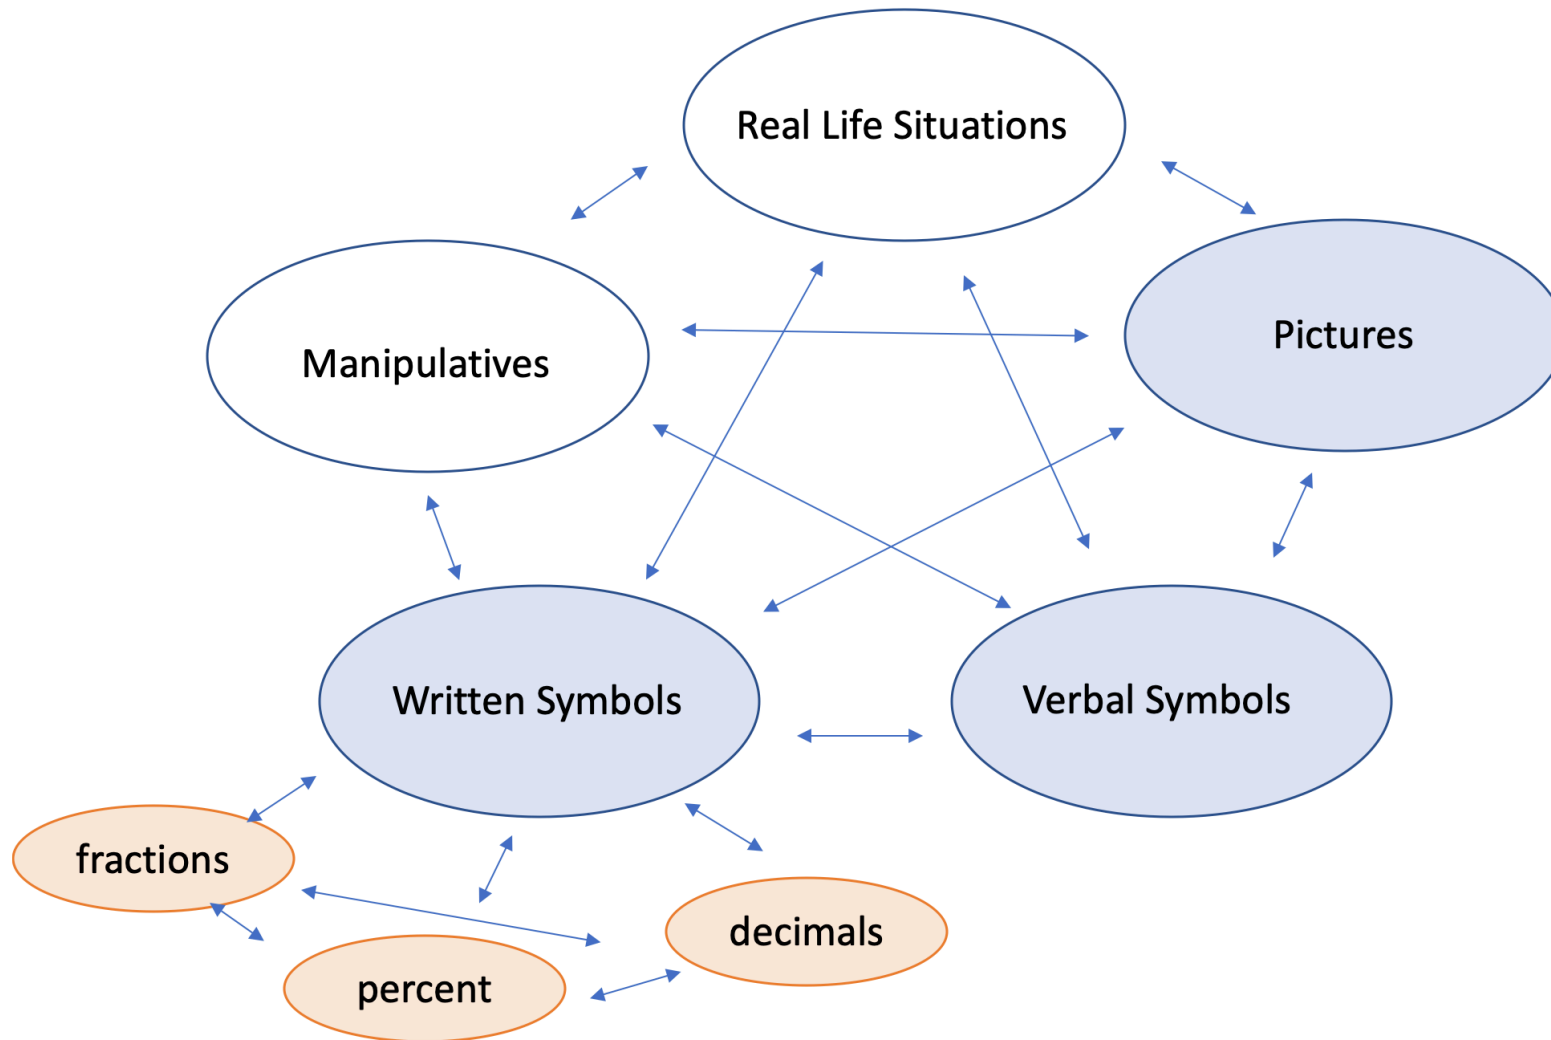 Real Life Situations
Pictures
Manipulatives
Written Symbols
Verbal Symbols
fractions
decimals
percent